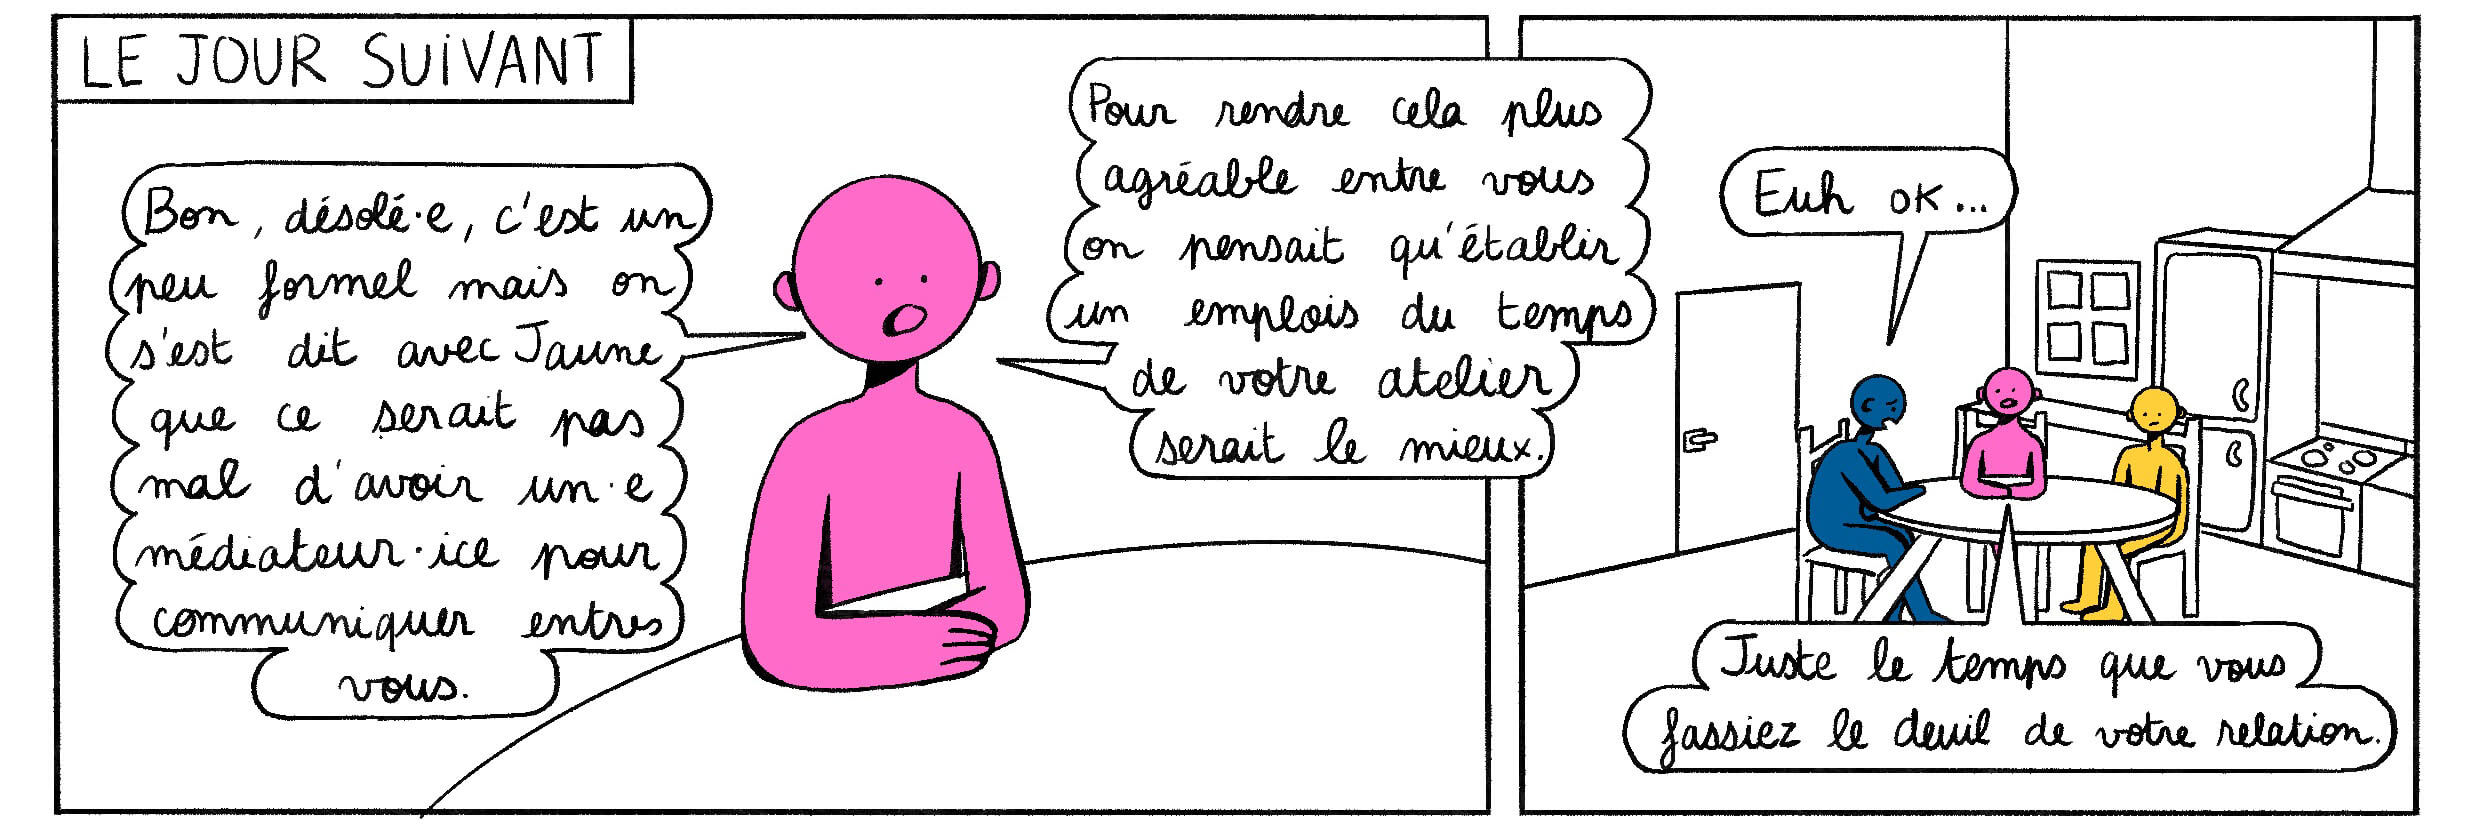 LE JOUR SUIVANT
Bon, désolé·e, c'est un
peu formel mais on
s'est dit avec Jaune
que ce serait pas
mal d'avoir un·e
médiateur·ice pour
communiquer entres
vous.
Pour rendre cela plus
agréable entre vous
on pensait qu'établir
un emplois du temps
de votre atelier
serait le mieux.
Euh ok...
Juste le temps que vous
fassiez le deuil de votre relation.